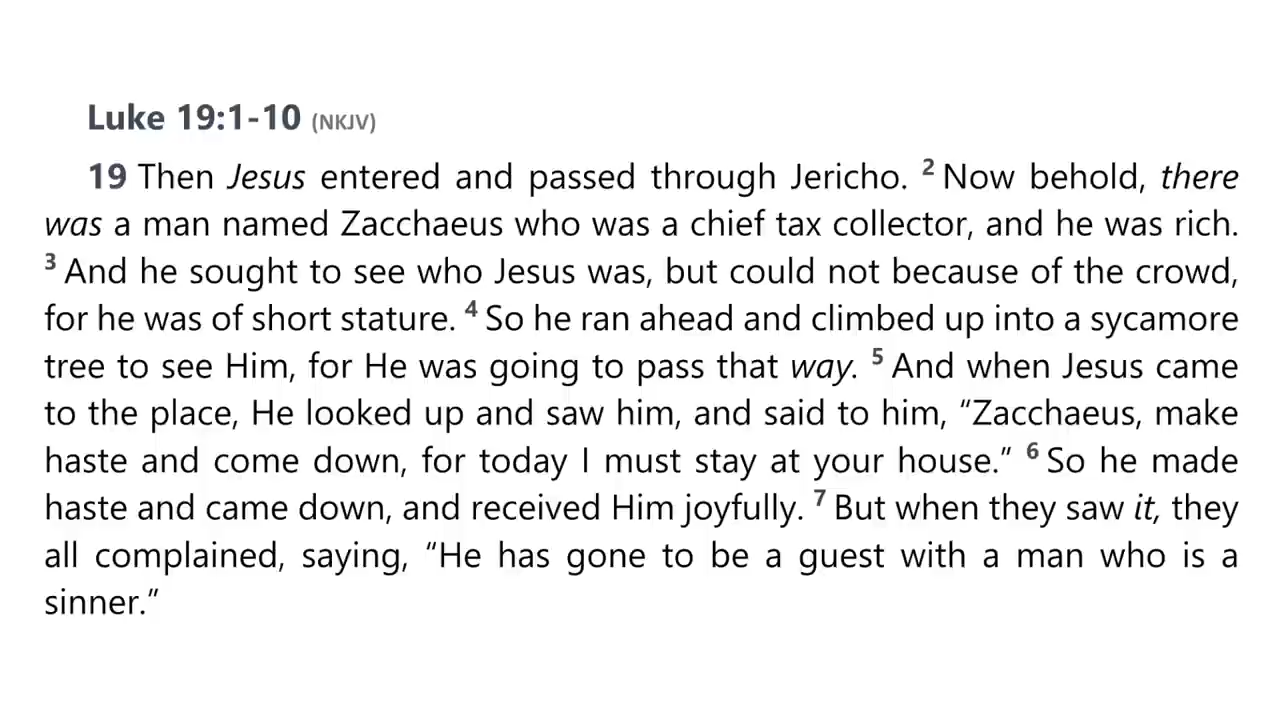 Luke 19:1-10 (NKJV)
19 Then Jesus entered and passed through Jericho. 2 Now behold, there
was a man named Zacchaeus who was a chief tax collector, and he was rich.
3 And he sought to see who Jesus was, but could not because of the crowd,
for he was of short stature. 4 So he ran ahead and climbed up into a sycamore
tree to see Him, for He was going to pass that way. 5 And when Jesus came
to the place, He looked up and saw him, and said to him, “Zacchaeus, make
haste and come down, for today I must stay at your house.” 6 So he made
haste and came down, and received Him joyfully. 7 But when they saw it, they
all complained, saying, “He has gone to be a guest with a man who is a
sinner.”